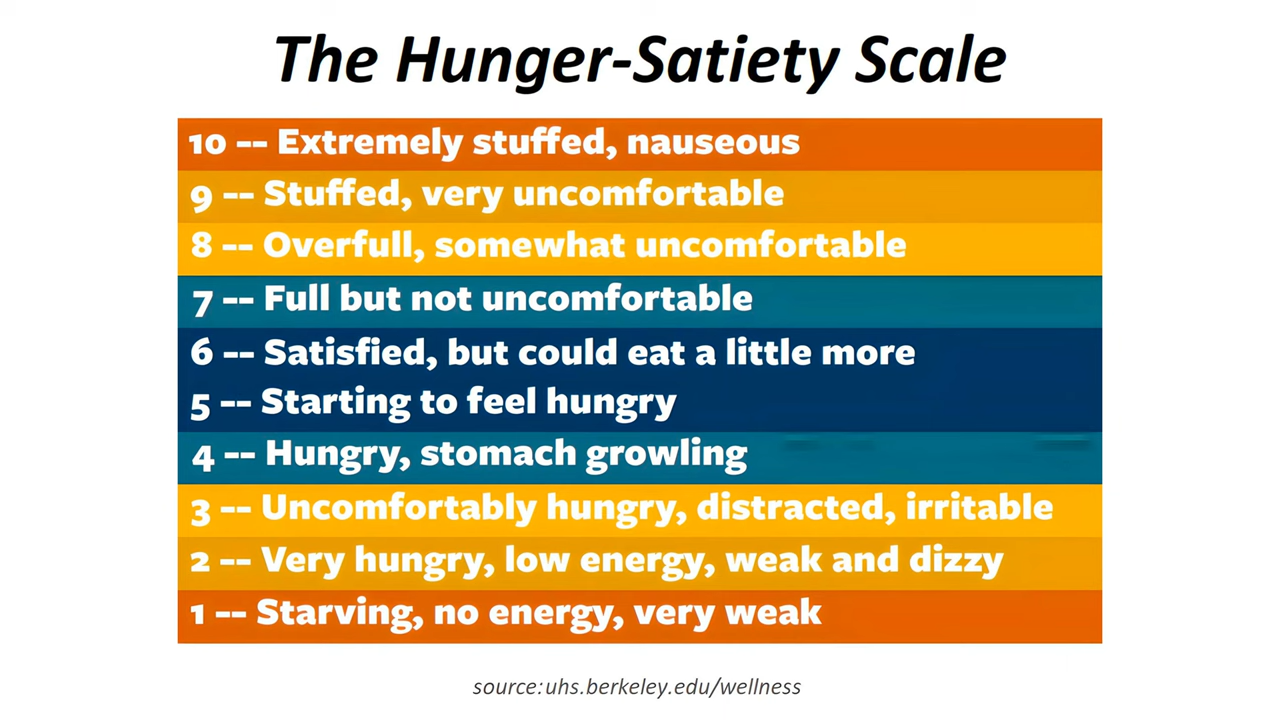 The Hunger-Satiety Scale
10 -- Extremely stuffed, nauseous
9 -- Stuffed, very uncomfortable
8 -- Overfull, somewhat uncomfortable
7 -- Full but not uncomfortable
6 -- Satisfied, but could eat a little more
5 -- Starting to feel hungry
4 -- Hungry, stomach growling
3 -- Uncomfortably hungry, distracted, irritable
2 -- Very hungry, low energy, weak and dizzy
1 -- Starving, no energy, very weak
source: uhs.berkeley.edu/wellness